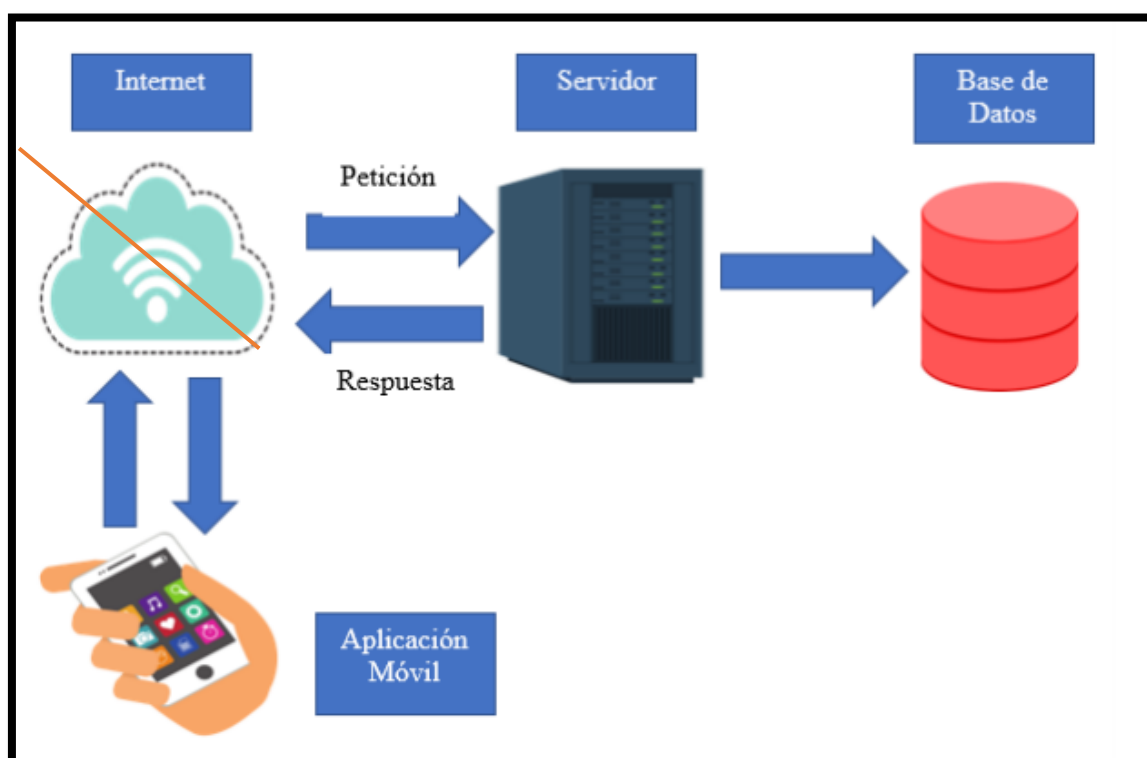 Internet
Servidor
Base de
Datos
Petición
Respuesta
Aplicación
Móvil